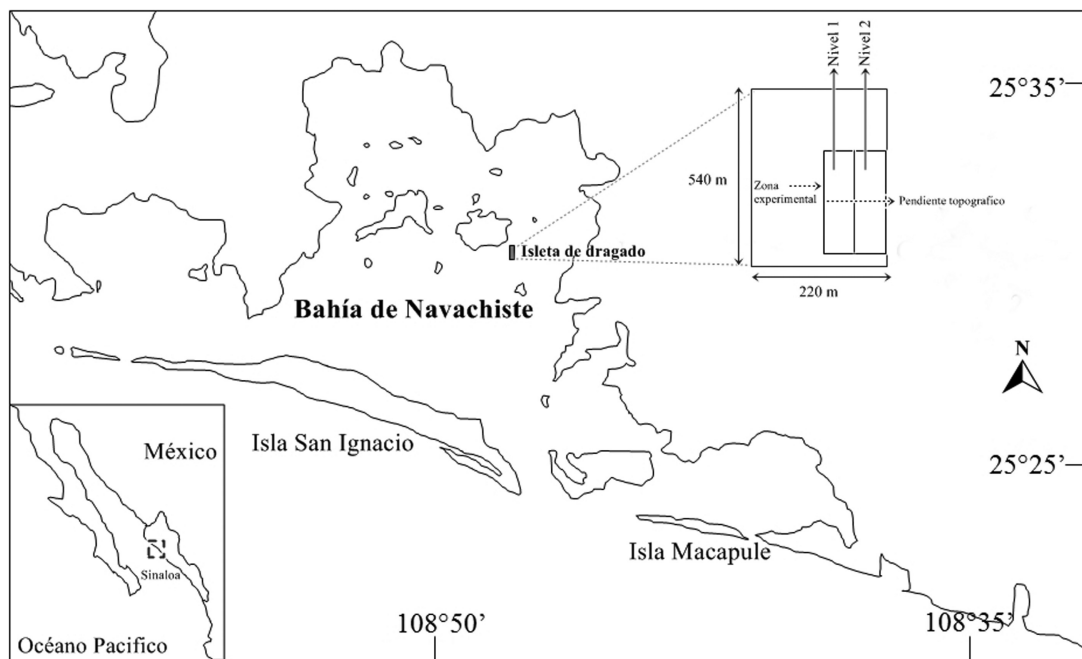 Nivel 1
Nivel 2
25°35'
540 m
Zona
experimental
Pendiente topografico
Isleta de dragado
220 m
Bahía de Navachiste
N
Isla San Ignacio
México
25°25'
Isla Macapule
Sinaloa
108°50'
108°35'
Océano Pacifico